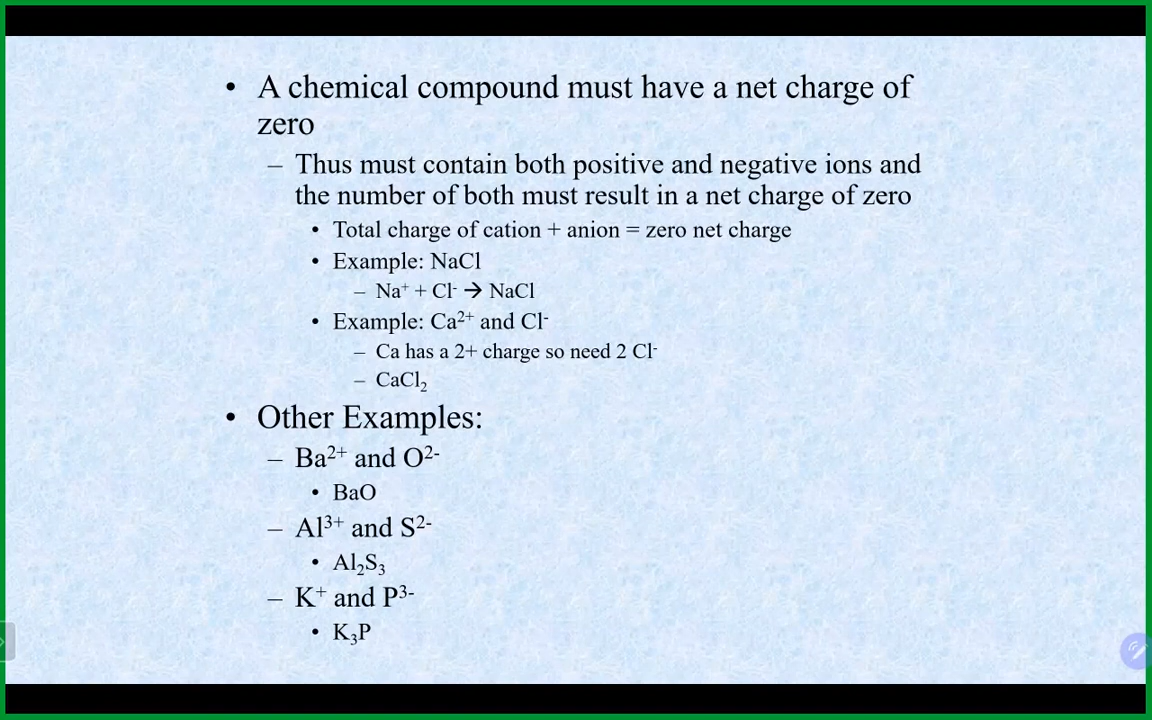 • A chemical compound must have a net charge of
zero
– Thus must contain both positive and negative ions and
the number of both must result in a net charge of zero
• Total charge of cation + anion = zero net charge
• Example: NaCl
– Na⁺ + Cl⁻ → NaCl
• Example: Ca²⁺ and Cl⁻
– Ca has a 2+ charge so need 2 Cl⁻
– CaCl₂
• Other Examples:
– Ba²⁺ and O²⁻
• BaO
– Al³⁺ and S²⁻
• Al₂S₃
– K⁺ and P³⁻
• K₃P